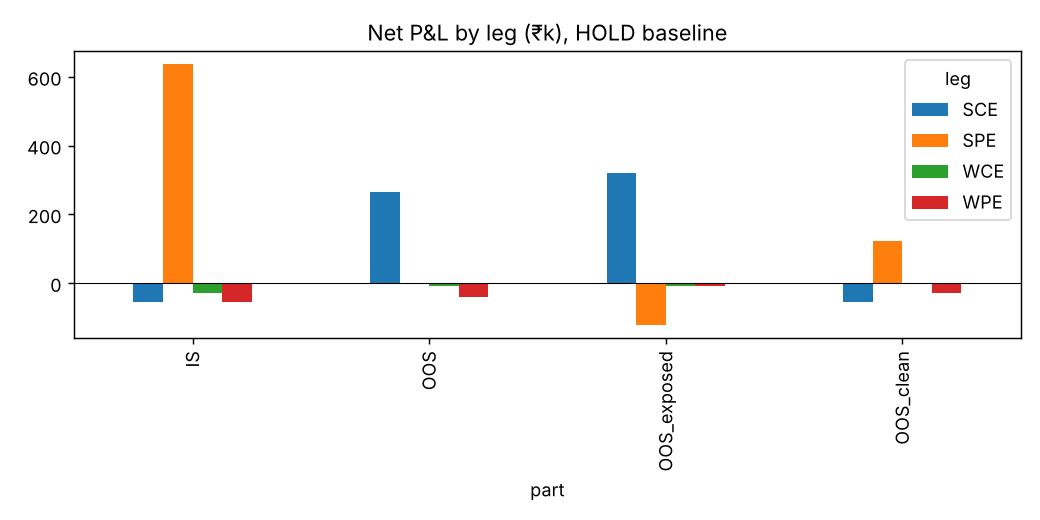 Net P&L by leg (₹k), HOLD baseline
leg
SCE
SPE
WCE
WPE
600
400
200
0
IS
OOS
OOS_exposed
OOS_clean
part